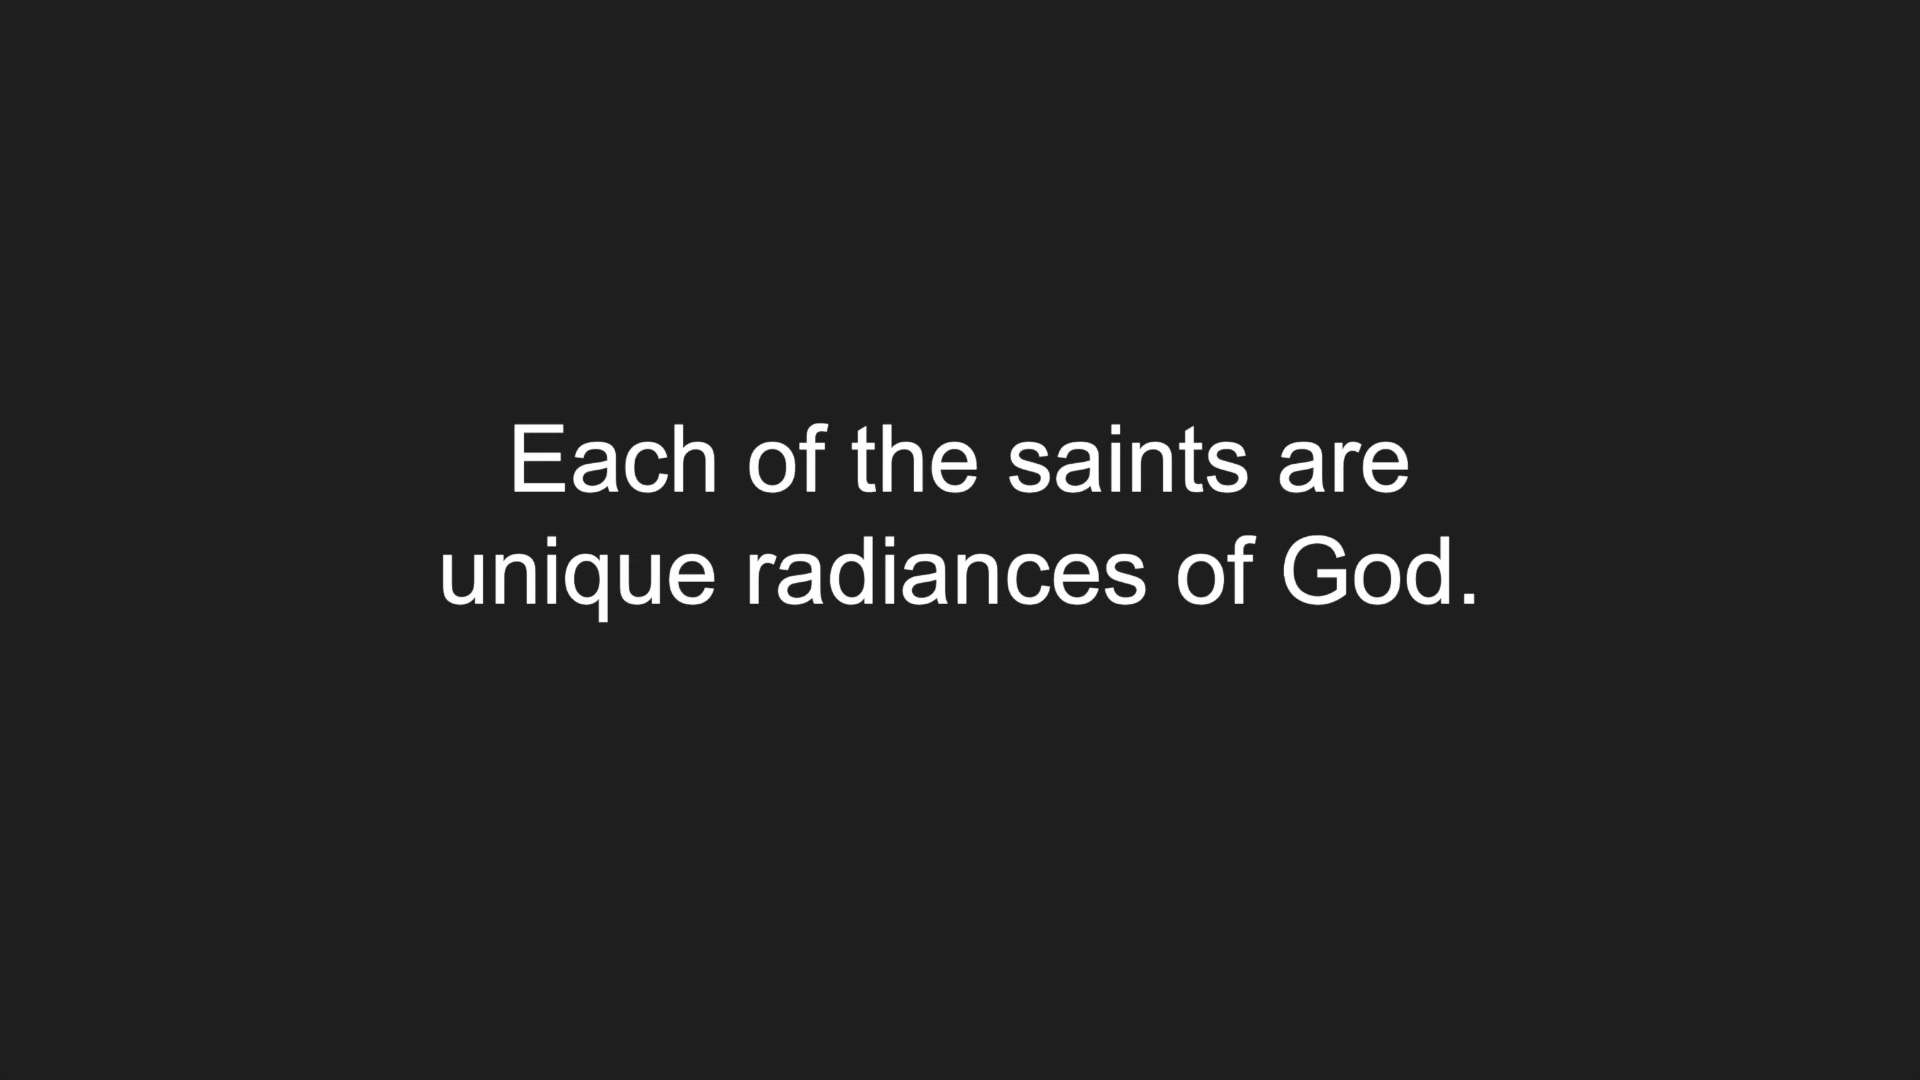 Each of the saints are
unique radiances of God.